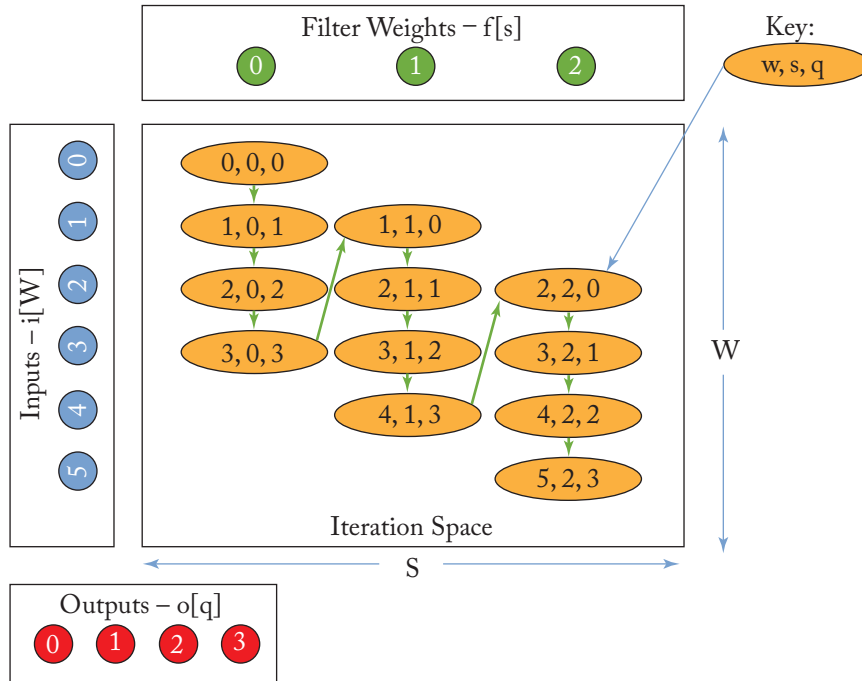 Filter Weights – f[s]
0 1 2
Key:
w, s, q
Inputs – i[W]
0
1
2
3
4
5
0, 0, 0
1, 0, 1
1, 1, 0
2, 0, 2
2, 1, 1
2, 2, 0
3, 0, 3
3, 1, 2
3, 2, 1
4, 1, 3
4, 2, 2
5, 2, 3
Iteration Space
W
S
Outputs – o[q]
0 1 2 3